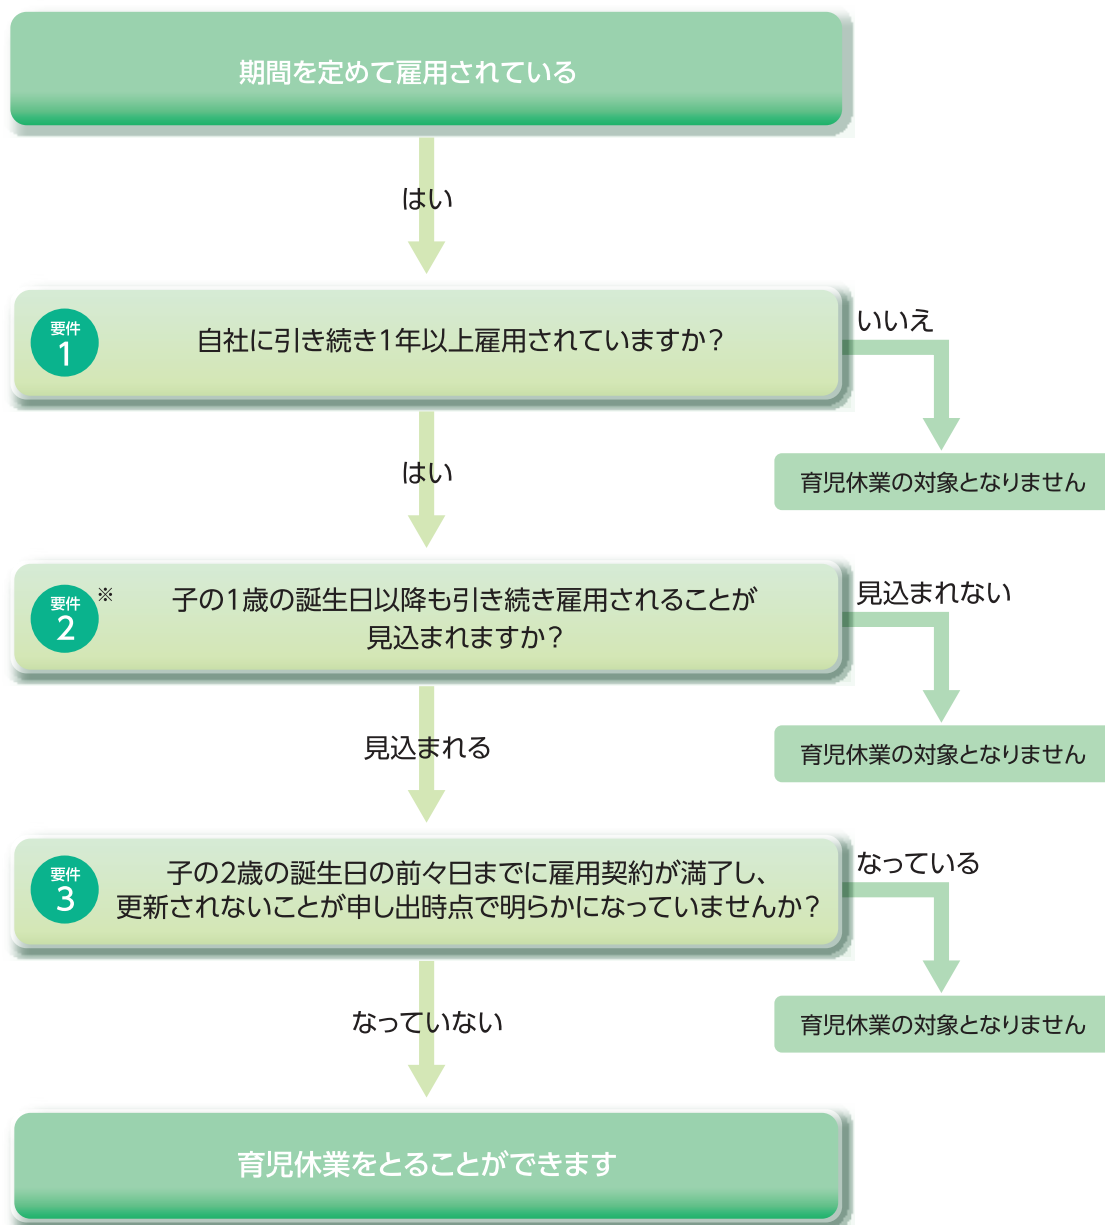 期間を定めて雇用されている
はい
要件
1
自社に引き続き1年以上雇用されていますか？
いいえ
育児休業の対象となりません
はい
要件
2
※
子の1歳の誕生日以降も引き続き雇用されることが
見込まれますか？
見込まれない
育児休業の対象となりません
見込まれる
要件
3
子の2歳の誕生日の前々日までに雇用契約が満了し、
更新されないことが申し出時点で明らかになっていませんか？
なっている
育児休業の対象となりません
なっていない
育児休業をとることができます